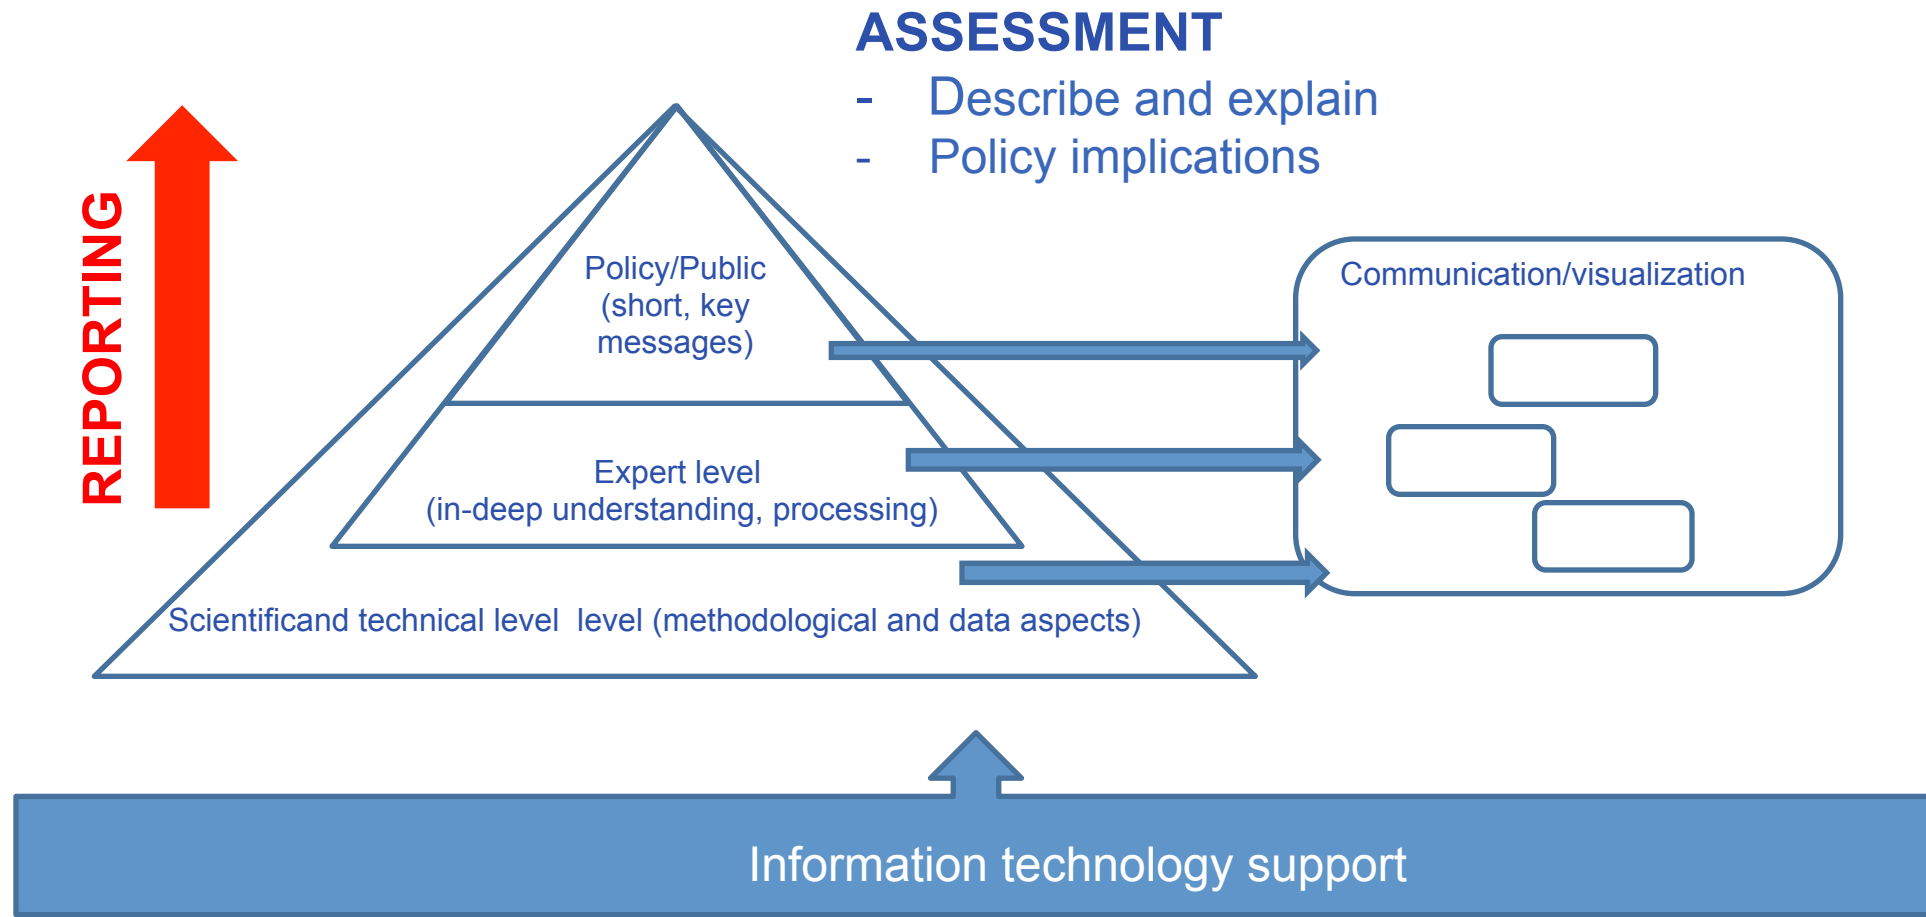 ASSESSMENT
- Describe and explain
- Policy implications
REPORTING
Policy/Public
(short, key
messages)
Communication/visualization
Expert level
(in-deep understanding, processing)
Scientificand technical level  level (methodological and data aspects)
Information technology support